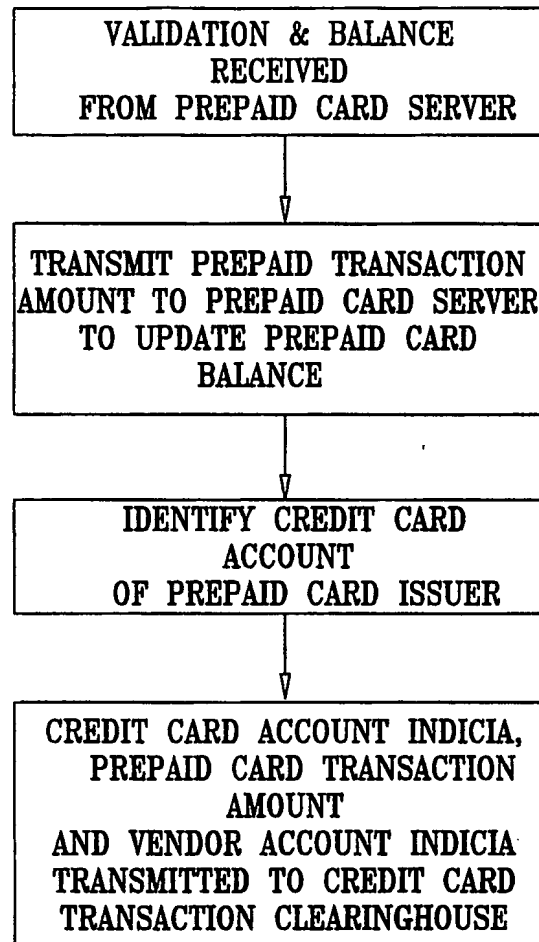 VALIDATION & BALANCE
RECEIVED
FROM PREPAID CARD SERVER
TRANSMIT PREPAID TRANSACTION
AMOUNT TO PREPAID CARD SERVER
TO UPDATE PREPAID CARD
BALANCE
IDENTIFY CREDIT CARD
ACCOUNT
OF PREPAID CARD ISSUER
CREDIT CARD ACCOUNT INDICIA,
PREPAID CARD TRANSACTION
AMOUNT
AND VENDOR ACCOUNT INDICIA
TRANSMITTED TO CREDIT CARD
TRANSACTION CLEARINGHOUSE